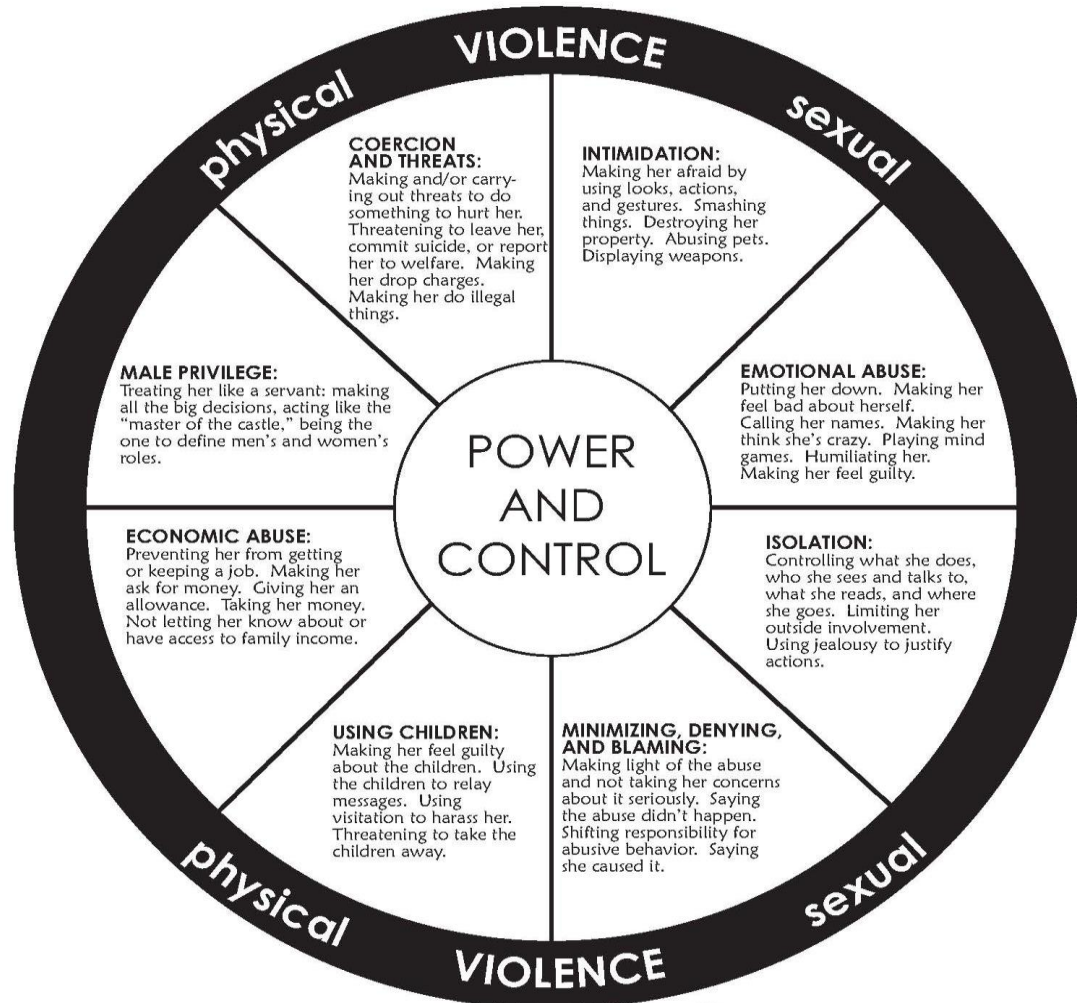 physical VIOLENCE sexual
COERCION
AND THREATS:
Making and/or carry-
ing out threats to do
something to hurt her.
Threatening to leave her,
commit suicide, or report
her to welfare. Making
her drop charges.
Making her do illegal
things.
INTIMIDATION:
Making her afraid by
using looks, actions,
and gestures. Smashing
things. Destroying her
property. Abusing pets.
Displaying weapons.
MALE PRIVILEGE:
Treating her like a servant: making
all the big decisions, acting like the
“master of the castle,” being the
one to define men’s and women’s
roles.
EMOTIONAL ABUSE:
Putting her down. Making her
feel bad about herself.
Calling her names. Making her
think she’s crazy. Playing mind
games. Humiliating her.
Making her feel guilty.
POWER
AND
CONTROL
ECONOMIC ABUSE:
Preventing her from getting
or keeping a job. Making her
ask for money. Giving her an
allowance. Taking her money.
Not letting her know about or
have access to family income.
ISOLATION:
Controlling what she does,
who she sees and talks to,
what she reads, and where
she goes. Limiting her
outside involvement.
Using jealousy to justify
actions.
USING CHILDREN:
Making her feel guilty
about the children. Using
the children to relay
messages. Using
visitation to harass her.
Threatening to take the
children away.
MINIMIZING, DENYING,
AND BLAMING:
Making light of the abuse
and not taking her concerns
about it seriously. Saying
the abuse didn’t happen.
Shifting responsibility for
abusive behavior. Saying
she caused it.
physical VIOLENCE sexual